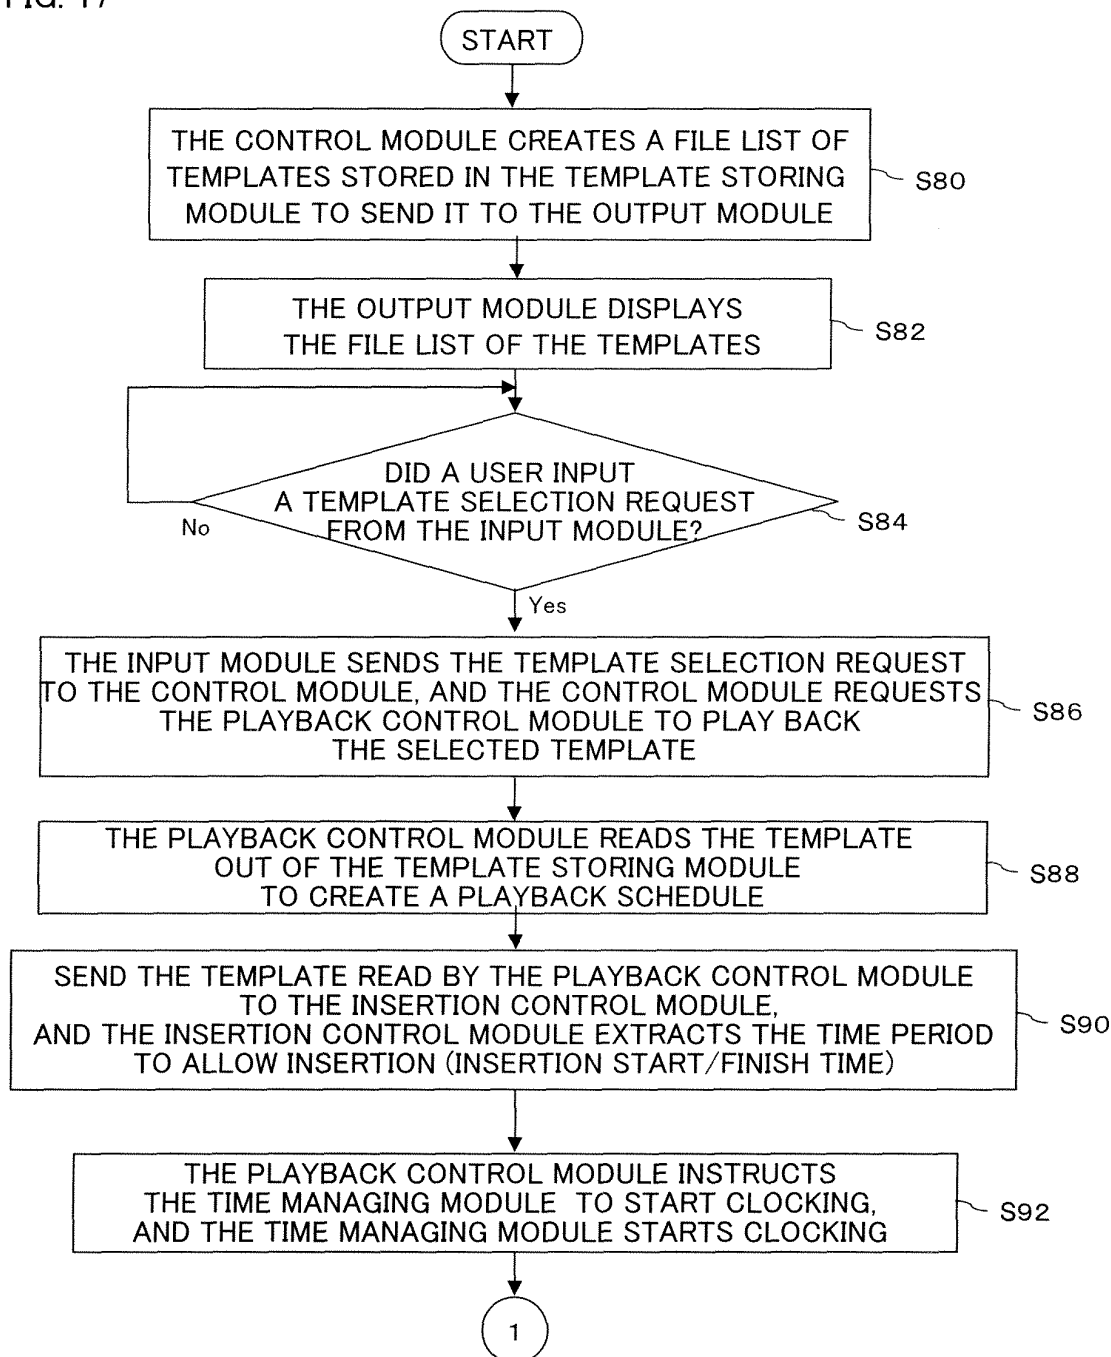 FIG. 17
START
THE CONTROL MODULE CREATES A FILE LIST OF
TEMPLATES STORED IN THE TEMPLATE STORING
MODULE TO SEND IT TO THE OUTPUT MODULE
S80
THE OUTPUT MODULE DISPLAYS
THE FILE LIST OF THE TEMPLATES
S82
DID A USER INPUT
A TEMPLATE SELECTION REQUEST
FROM THE INPUT MODULE?
S84
No
Yes
THE INPUT MODULE SENDS THE TEMPLATE SELECTION REQUEST
TO THE CONTROL MODULE, AND THE CONTROL MODULE REQUESTS
THE PLAYBACK CONTROL MODULE TO PLAY BACK
THE SELECTED TEMPLATE
S86
THE PLAYBACK CONTROL MODULE READS THE TEMPLATE
OUT OF THE TEMPLATE STORING MODULE
TO CREATE A PLAYBACK SCHEDULE
S88
SEND THE TEMPLATE READ BY THE PLAYBACK CONTROL MODULE
TO THE INSERTION CONTROL MODULE,
AND THE INSERTION CONTROL MODULE EXTRACTS THE TIME PERIOD
TO ALLOW INSERTION (INSERTION START/FINISH TIME)
S90
THE PLAYBACK CONTROL MODULE INSTRUCTS
THE TIME MANAGING MODULE TO START CLOCKING,
AND THE TIME MANAGING MODULE STARTS CLOCKING
S92
1